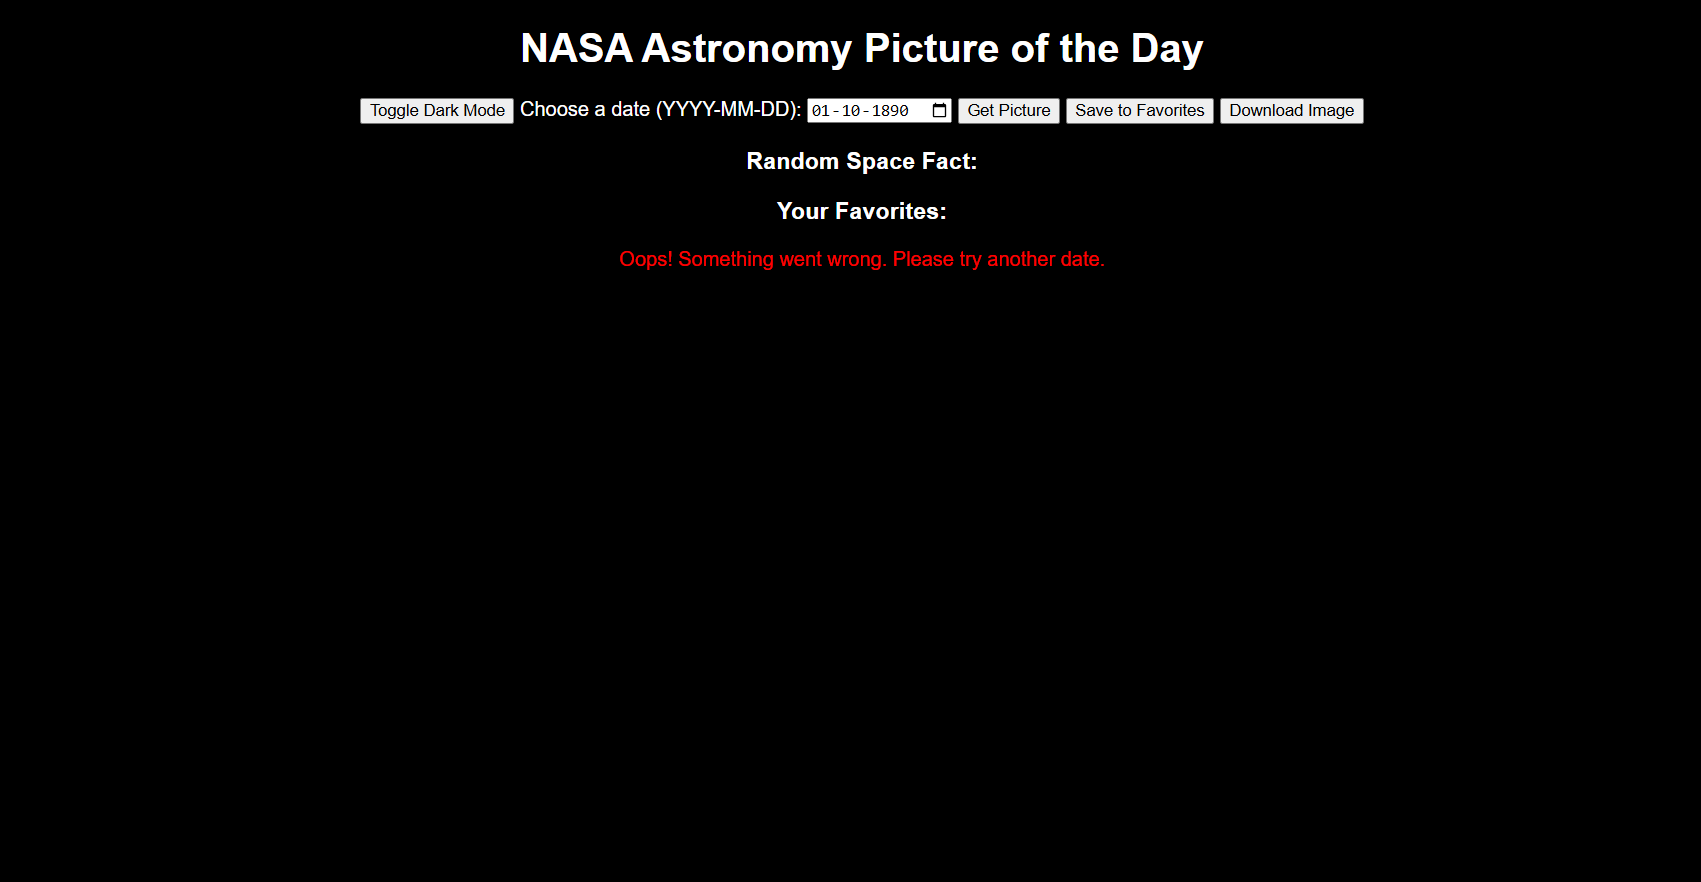 NASA Astronomy Picture of the Day
Toggle Dark Mode Choose a date (YYYY-MM-DD): 01-10-1890 Get Picture Save to Favorites Download Image
Random Space Fact:
Your Favorites:
Oops! Something went wrong. Please try another date.